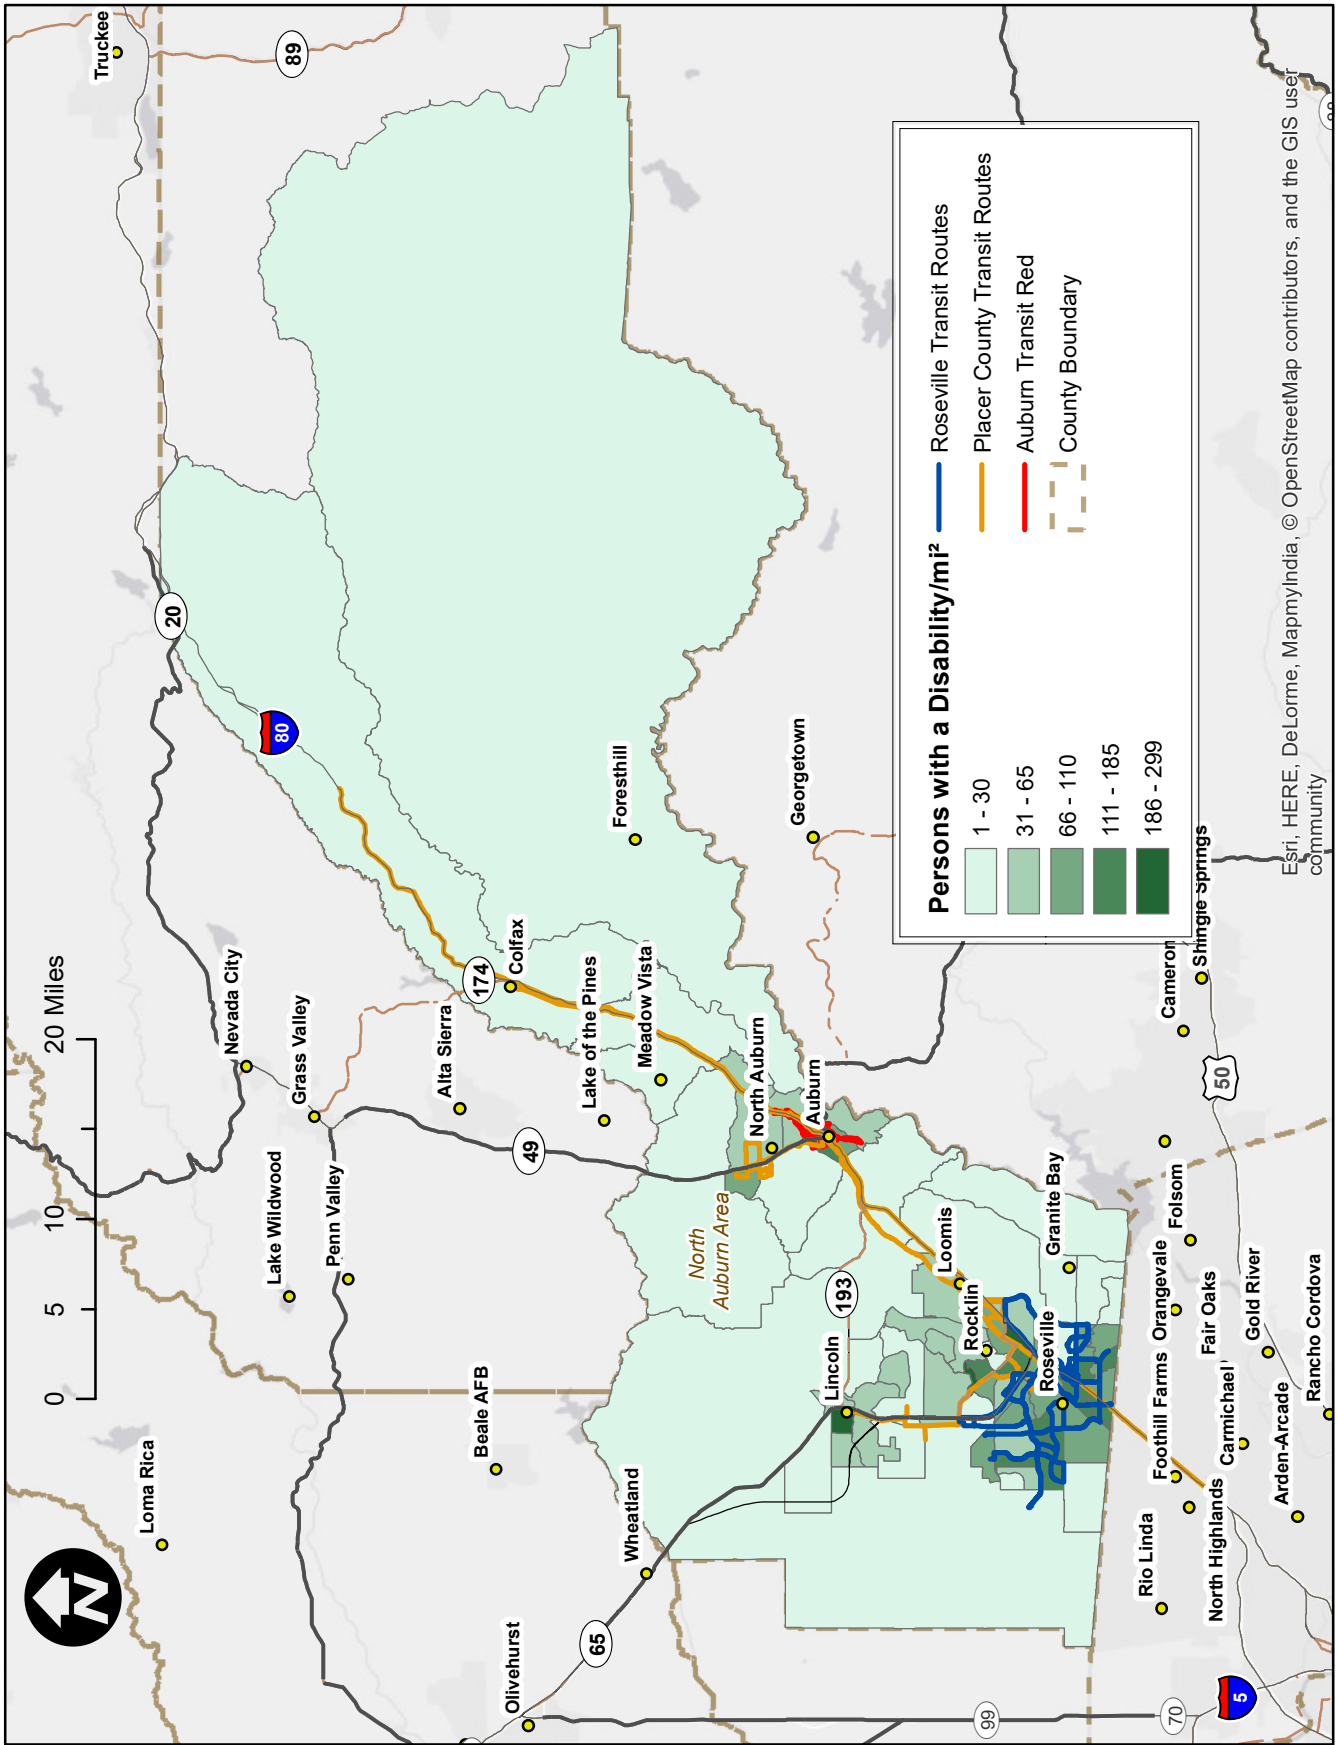 Truckee
89
20
80
Nevada City
Grass Valley
174
Colfax
Foresthill
Georgetown
Alta Sierra
Lake of the Pines
Meadow Vista
49
North Auburn
Auburn
North
Auburn Area
Lake Wildwood
Penn Valley
Loma Rica
Beale AFB
Wheatland
Olivehurst
65
Lincoln
193
Loomis
Rocklin
Roseville
Granite Bay
Folsom
Orangevale
Fair Oaks
Gold River
Rancho Cordova
Foothill Farms
Carmichael
Arden-Arcade
North Highlands
Rio Linda
Cameron
Shingle Springs
50
99
70
5
0 5 10 20 Miles
N
Persons with a Disability/mi²
1 - 30
31 - 65
66 - 110
111 - 185
186 - 299
Roseville Transit Routes
Placer County Transit Routes
Auburn Transit Red
County Boundary
Esri, HERE, DeLorme, MapmyIndia, © OpenStreetMap contributors, and the GIS user
community